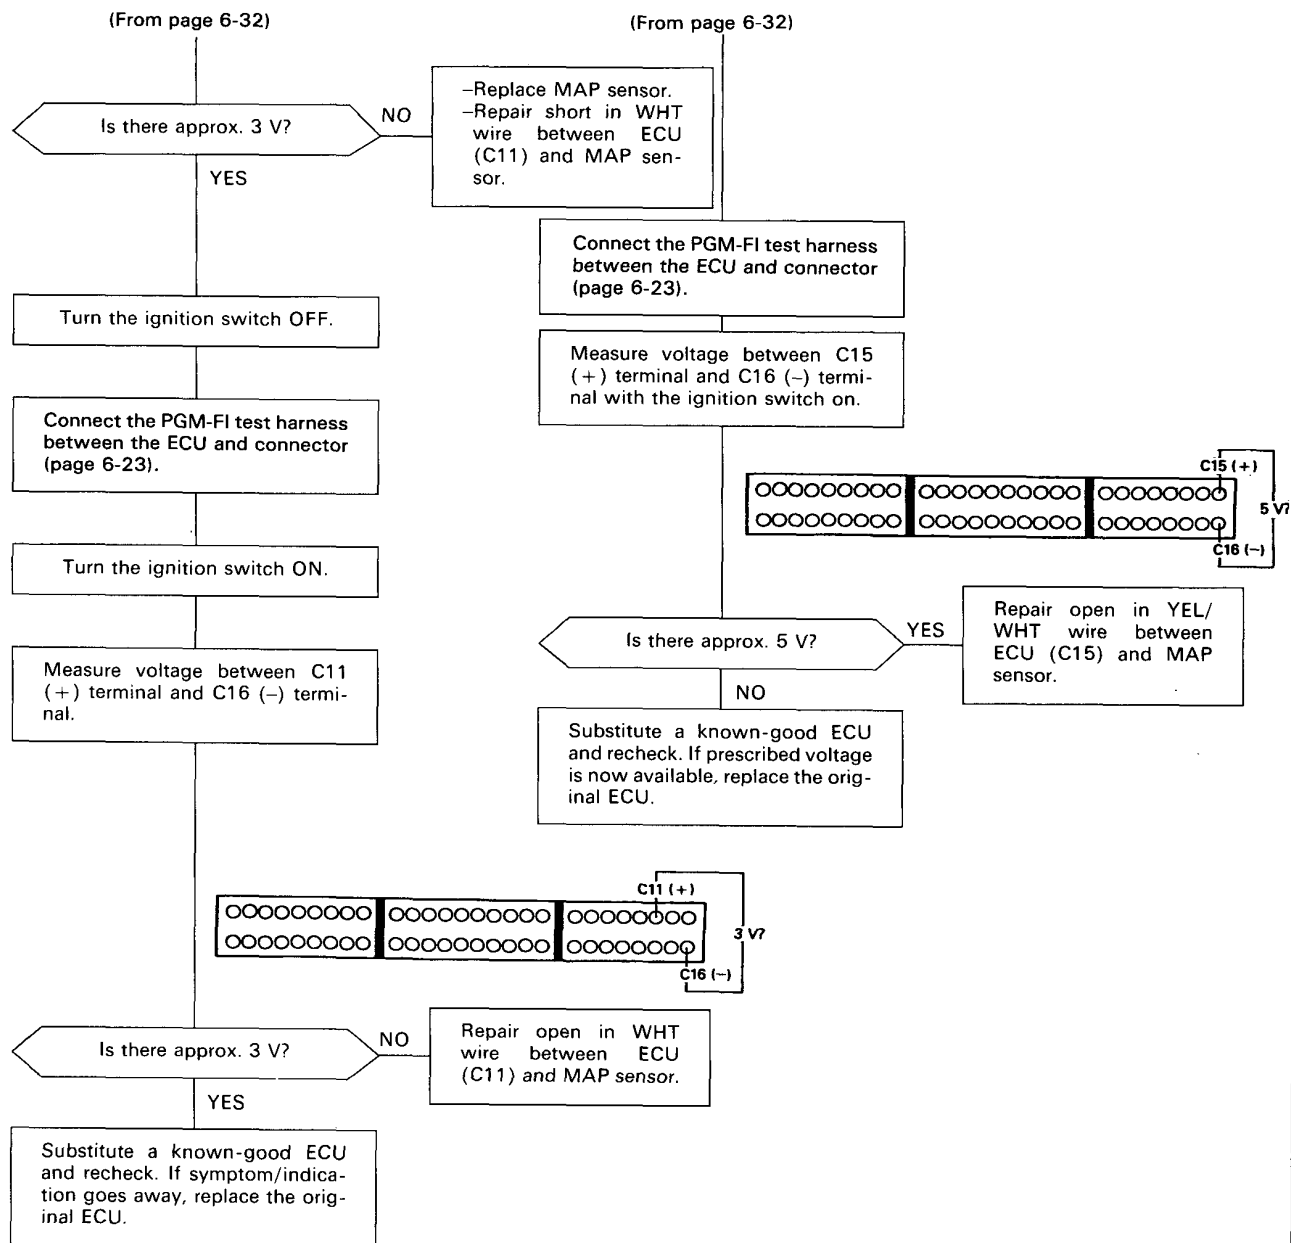 (From page 6-32)
Is there approx. 3 V?
NO
–Replace MAP sensor.
–Repair short in WHT
wire between ECU
(C11) and MAP sen-
sor.
YES
Turn the ignition switch OFF.
Connect the PGM-FI test harness
between the ECU and connector
(page 6-23).
Turn the ignition switch ON.
Measure voltage between C11
(+) terminal and C16 (–) termi-
nal.
C11 (+)
3 V?
C16 (–)
Is there approx. 3 V?
NO
Repair open in WHT
wire between ECU
(C11) and MAP sensor.
YES
Substitute a known-good ECU
and recheck. If symptom/indica-
tion goes away, replace the orig-
inal ECU.
(From page 6-32)
Connect the PGM-FI test harness
between the ECU and connector
(page 6-23).
Measure voltage between C15
(+) terminal and C16 (–) termi-
nal with the ignition switch on.
C15 (+)
5 V?
C16 (–)
Is there approx. 5 V?
YES
Repair open in YEL/
WHT wire between
ECU (C15) and MAP
sensor.
NO
Substitute a known-good ECU
and recheck. If prescribed voltage
is now available, replace the orig-
inal ECU.